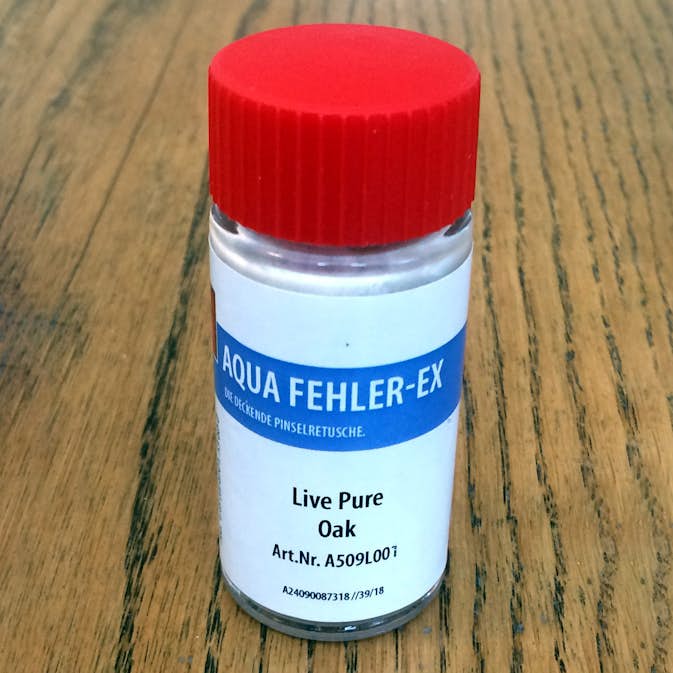 AQUA FEHLER-EX
DIE DECKENDE PINSELRETUSCHE.
Live Pure
Oak
Art.Nr. A509L001
A24090087318//39/18